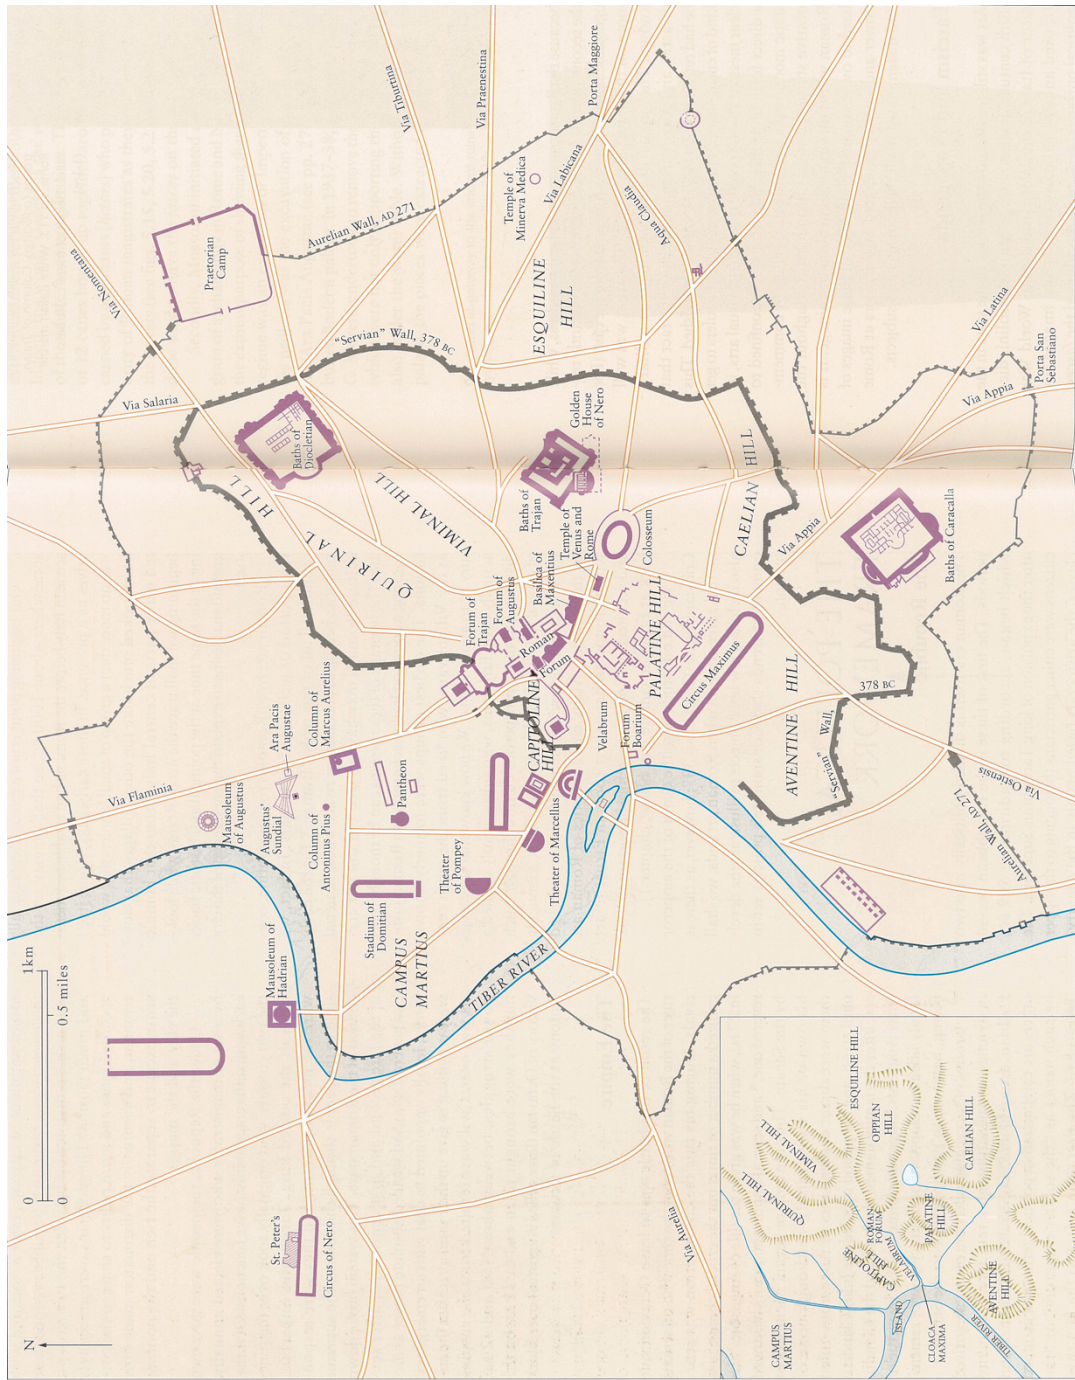 Via Tiburtina
Via Praenestina
Porta Maggiore
Via Labicana
Temple of
Minerva Medica
Aqua Claudia
Aurelian Wall, AD 271
Praetorian
Camp
Via Nomentana
ESQUILINE
HILL
Via Latina
"Servian" Wall, 378 BC
Porta San
Sebastiano
Via Appia
Via Salaria
Baths of
Diocletian
Golden
House
of Nero
VIMINAL HILL
QUIRINAL HILL
Baths of
Trajan
Temple of
Venus and
Rome
Colosseum
CAELIAN HILL
Via Appia
Baths of Caracalla
Basilica of
Maxentius
Forum of
Augustus
Forum of
Trajan
Roman
Forum
PALATINE HILL
Circus Maximus
CAPITOLINE
HILL
Velabrum
Forum
Boarium
AVENTINE HILL
"Servian" Wall,
378 BC
Via Ostiensis
Aurelian Wall, AD 271
Column of
Marcus Aurelius
Ara Pacis
Augustae
Via Flaminia
Mausoleum
of Augustus
Augustus'
Sundial
Column of
Antoninus Pius
Pantheon
Theater of Marcellus
Theater
of Pompey
Stadium of
Domitian
CAMPUS
MARTIUS
TIBER RIVER
Mausoleum of
Hadrian
1km
0.5 miles
0
0
St. Peter's
Circus of Nero
Via Aurelia
N
ESQUILINE HILL
OPPIAN
HILL
VIMINAL HILL
CAELIAN HILL
QUIRINAL HILL
ROMAN
FORUM
PALATINE
HILL
VELABRUM
CAPITOLINE
HILL
AVENTINE
HILL
ISLAND
TIBER RIVER
CLOACA
MAXIMA
CAMPUS
MARTIUS